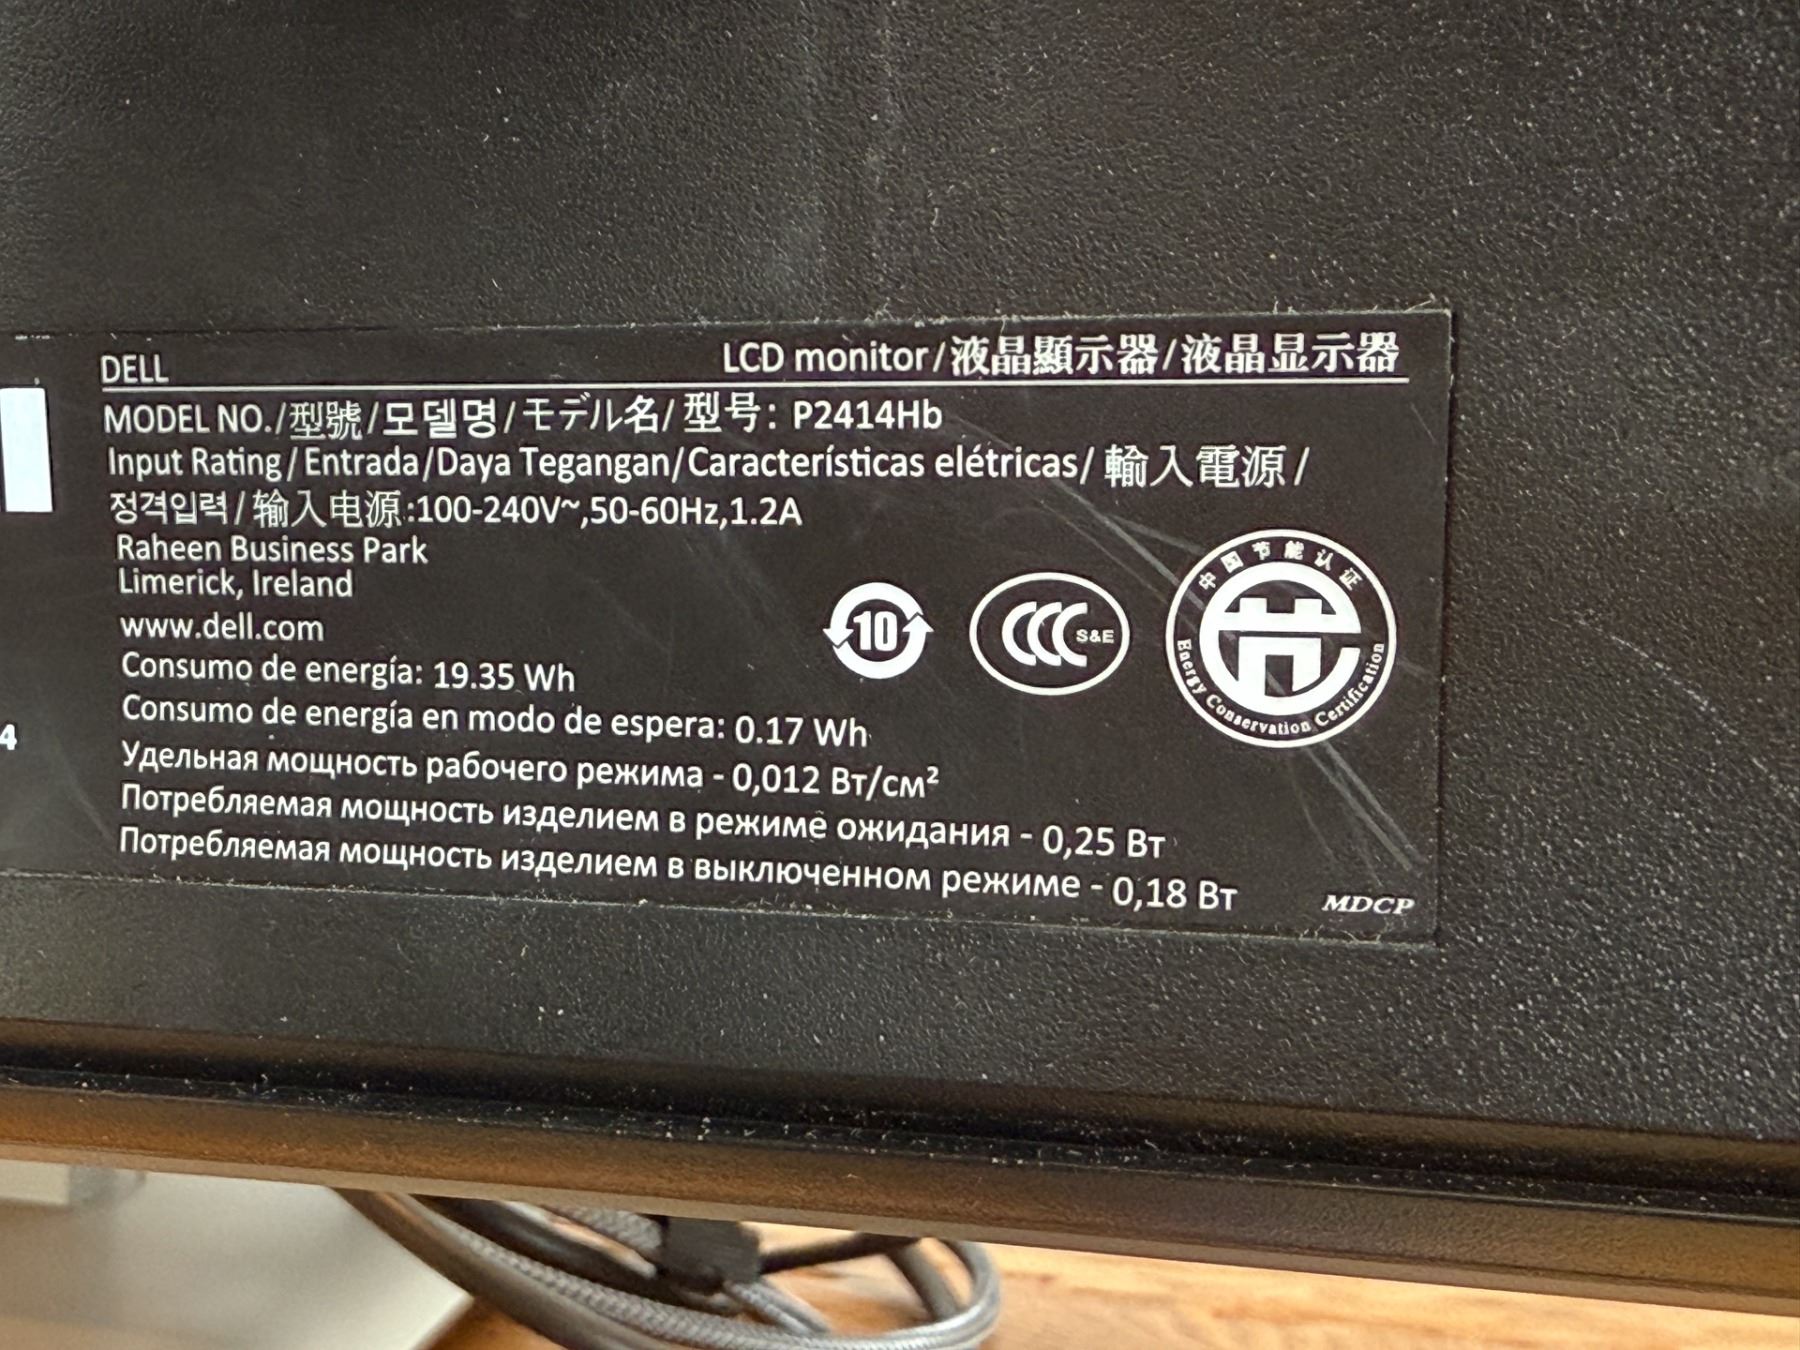 DELL
LCD monitor/液晶顯示器/液晶显示器
MODEL NO./型號/모델명/モデル名/型号: P2414Hb
Input Rating/Entrada/Daya Tegangan/Características elétricas/輸入電源/
정격입력/输入电源:100-240V~,50-60Hz,1.2A
Raheen Business Park
Limerick, Ireland
www.dell.com
10
CCC S&E
中国节能认证
节
Energy Conservation Certification
Consumo de energía: 19.35 Wh
Consumo de energía en modo de espera: 0.17 Wh
4
Удельная мощность рабочего режима - 0,012 Вт/см²
Потребляемая мощность изделием в режиме ожидания - 0,25 Вт
Потребляемая мощность изделием в выключенном режиме - 0,18 Вт
MDCP